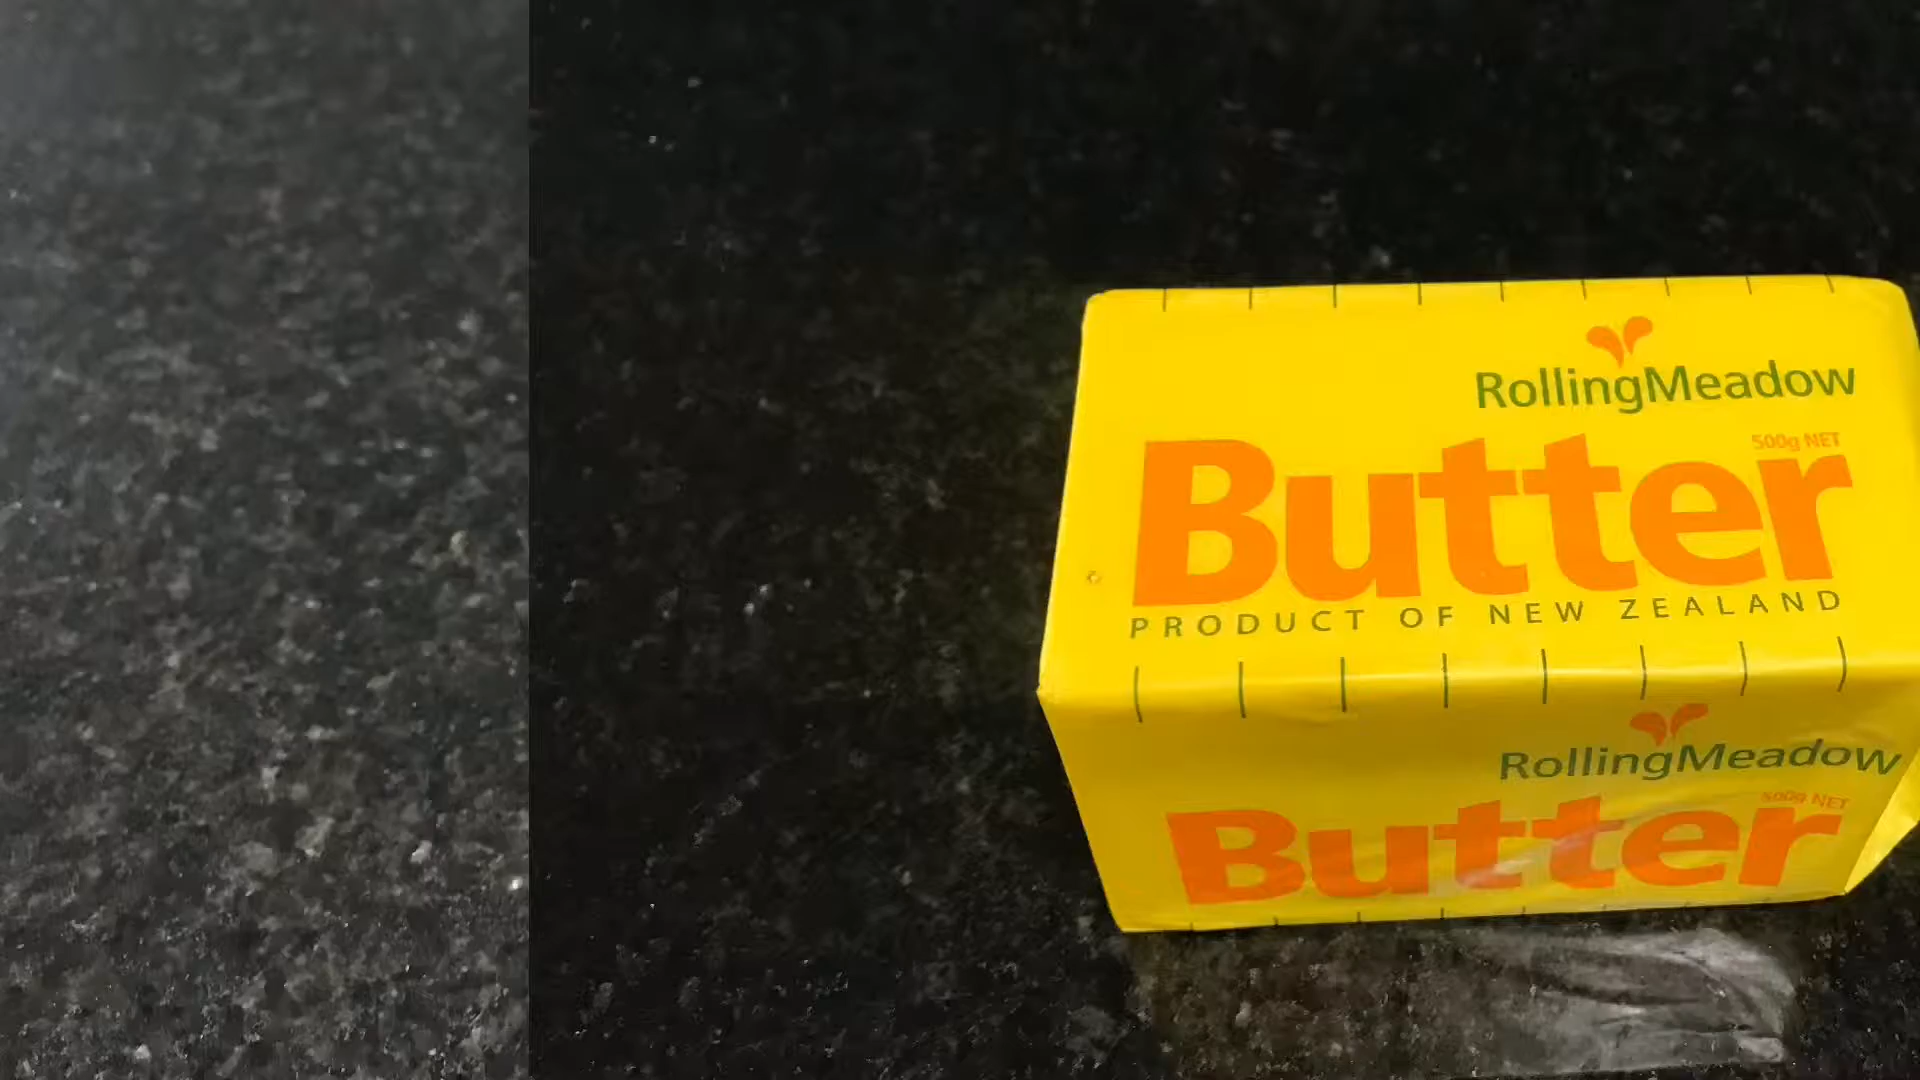 RollingMeadow
500g NET
Butter
PRODUCT OF NEW ZEALAND
RollingMeadow
500g NET
Butter